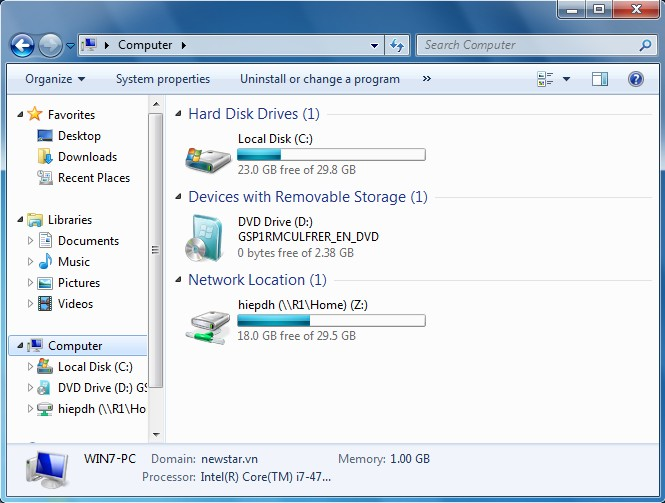 Computer
Search Computer
Organize System properties Uninstall or change a program »
Favorites
Desktop
Downloads
Recent Places
Libraries
Documents
Music
Pictures
Videos
Computer
Local Disk (C:)
DVD Drive (D:) GS
hiepdh (\\R1\Ho
Hard Disk Drives (1)
Local Disk (C:)
23.0 GB free of 29.8 GB
Devices with Removable Storage (1)
DVD Drive (D:)
GSP1RMCULFRER_EN_DVD
0 bytes free of 2.38 GB
Network Location (1)
hiepdh (\\R1\Home) (Z:)
18.0 GB free of 29.5 GB
WIN7-PC Domain: newstar.vn Memory: 1.00 GB
Processor: Intel(R) Core(TM) i7-47...